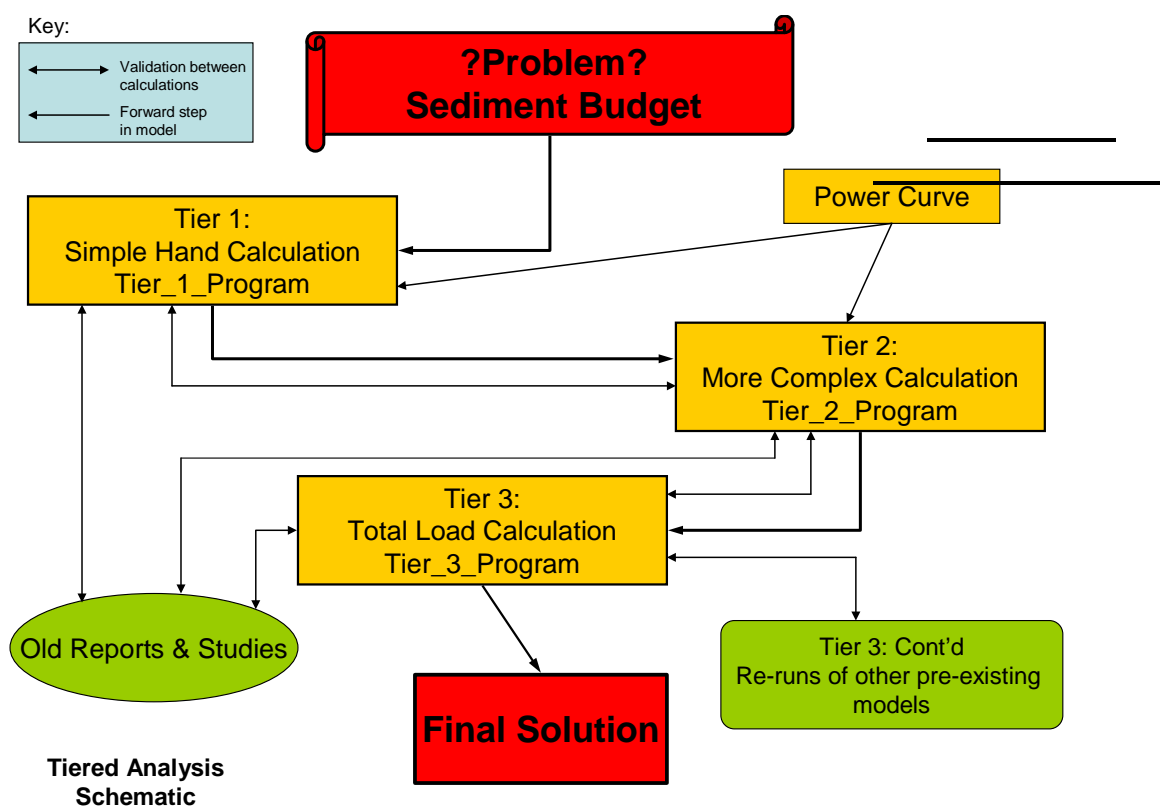 Key:
Validation between
calculations
Forward step
in model
?Problem?
Sediment Budget
Power Curve
Tier 1:
Simple Hand Calculation
Tier_1_Program
Tier 2:
More Complex Calculation
Tier_2_Program
Tier 3:
Total Load Calculation
Tier_3_Program
Old Reports & Studies
Tier 3: Cont’d
Re-runs of other pre-existing
models
Final Solution
Tiered Analysis
Schematic